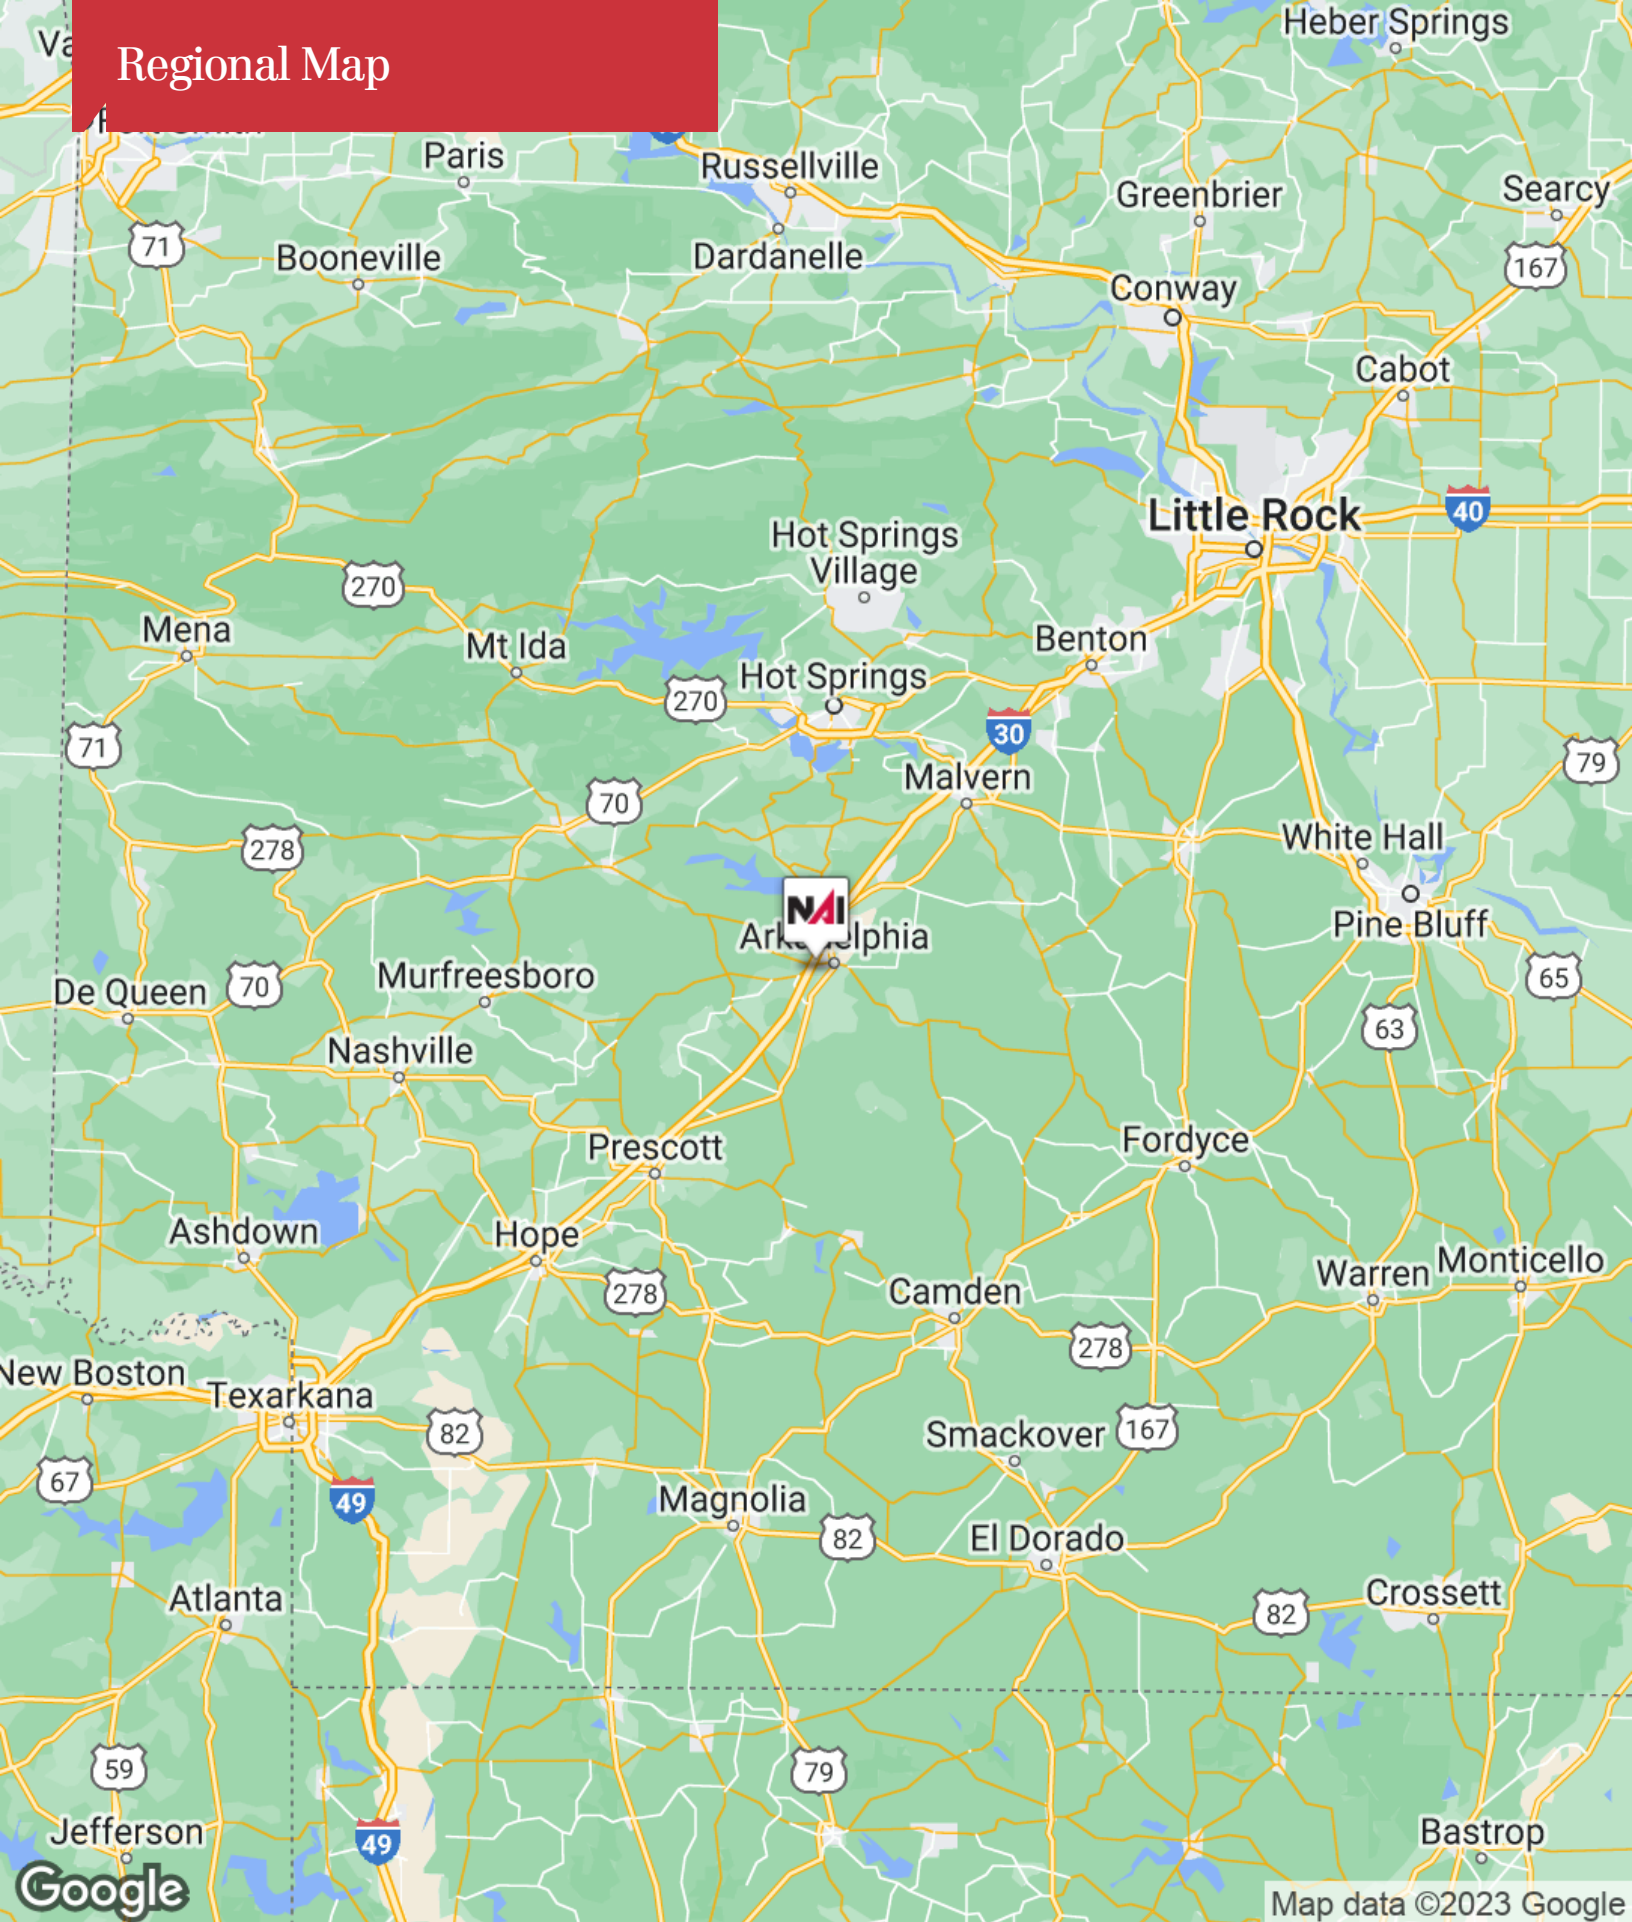 Regional Map
Heber Springs
Paris
Russellville
Greenbrier
Searcy
71
Booneville
Dardanelle
167
Conway
Cabot
Little Rock
40
Hot Springs
Village
270
Mena
Mt Ida
Benton
Hot Springs
270
30
71
79
Malvern
70
278
White Hall
NAI
Pine Bluff
De Queen
70
Murfreesboro
65
63
Nashville
Prescott
Fordyce
Ashdown
Hope
278
Camden
Warren
Monticello
278
New Boston
Texarkana
82
Smackover
167
67
49
Magnolia
82
El Dorado
Atlanta
82
Crossett
59
79
Jefferson
49
Bastrop
Google
Map data ©2023 Google